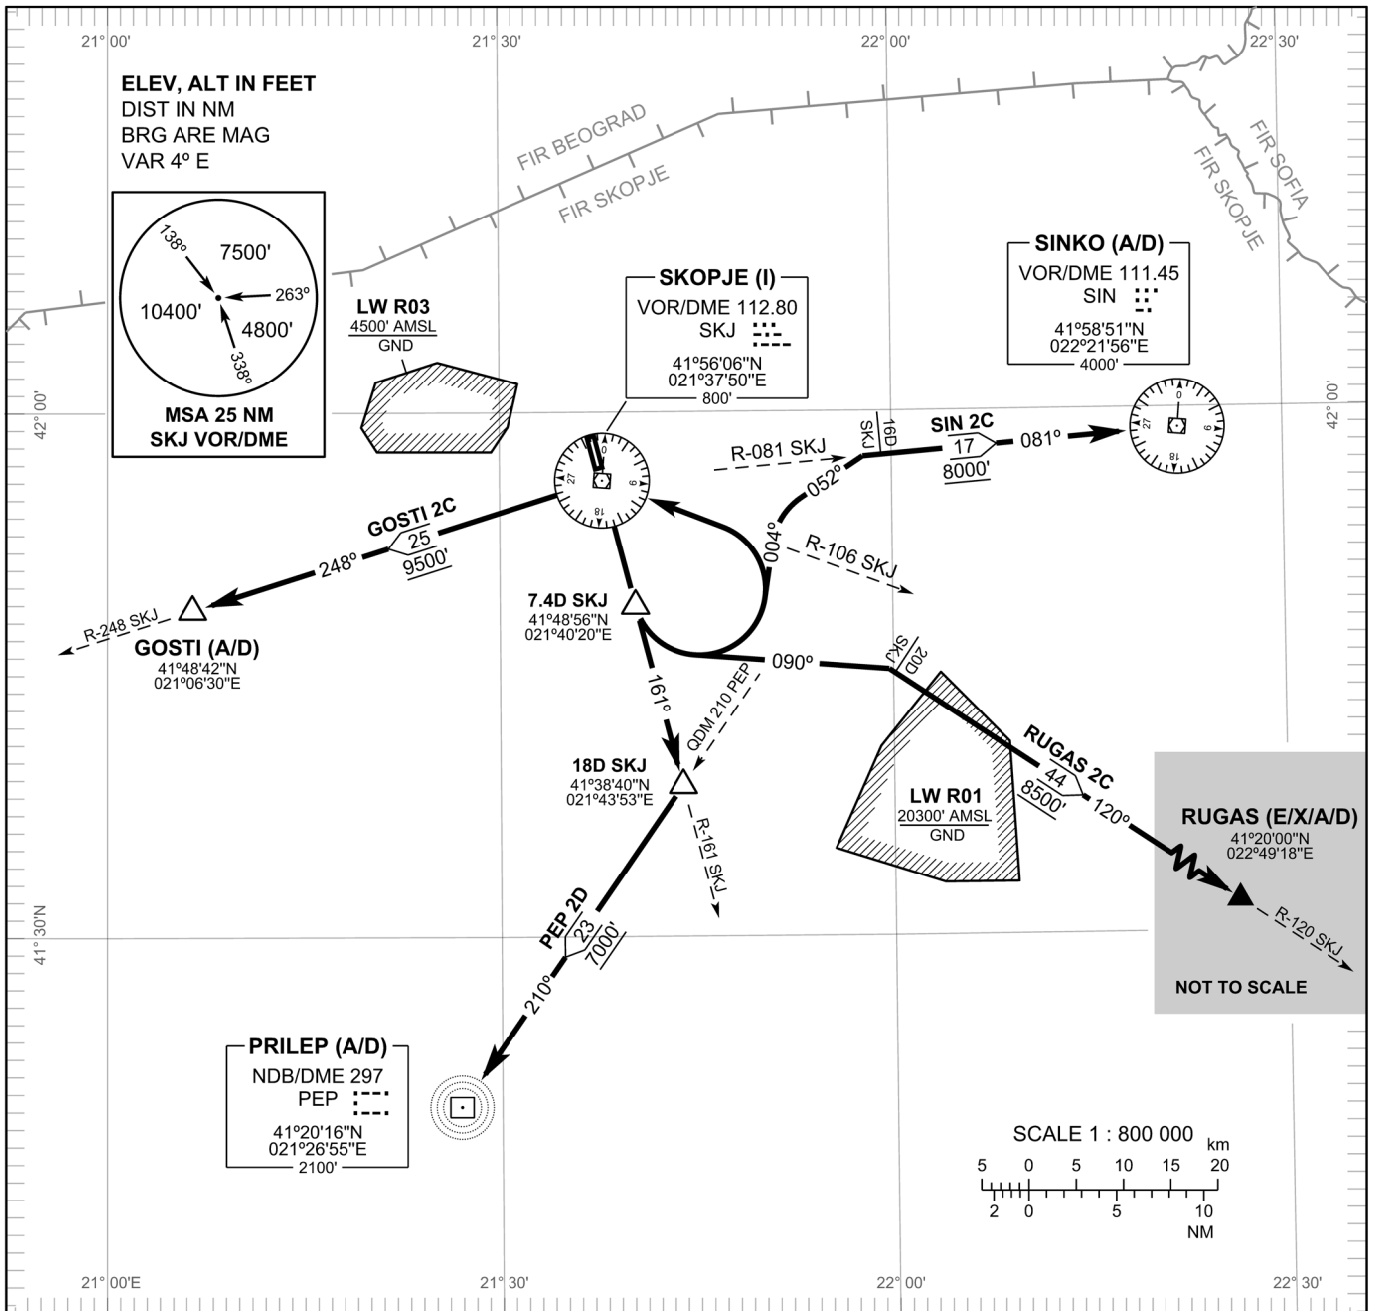 21° 00'
21° 30'
22° 00'
22° 30'
ELEV, ALT IN FEET
DIST IN NM
BRG ARE MAG
VAR 4º E
FIR BEOGRAD
FIR SKOPJE
FIR SOFIA
FIR SKOPJE
138º
7500'
263º
10400'
4800'
338º
MSA 25 NM
SKJ VOR/DME
LW R03
4500' AMSL
GND
SKOPJE (I)
VOR/DME 112.80
SKJ
41º56'06"N
021º37'50"E
800'
SINKO (A/D)
VOR/DME 111.45
SIN
41º58'51"N
022º21'56"E
4000'
42° 00'
42° 00'
0
9
18
27
0
9
18
27
R-081 SKJ
16D
SKJ
SIN 2C
17
8000'
081º
052º
004º
R-106 SKJ
GOSTI 2C
25
9500'
248º
R-248 SKJ
GOSTI (A/D)
41º48'42"N
021º06'30"E
7.4D SKJ
41º48'56"N
021º40'20"E
090º
SKJ
20D
161º
QDM 210 PEP
18D SKJ
41º38'40"N
021º43'53"E
R-161 SKJ
LW R01
20300' AMSL
GND
RUGAS 2C
44
8500'
120º
RUGAS (E/X/A/D)
41º20'00"N
022º49'18"E
R-120 SKJ
NOT TO SCALE
41° 30'N
PEP 2D
23
7000'
210º
PRILEP (A/D)
NDB/DME 297
PEP
41º20'16"N
021º26'55"E
2100'
SCALE 1 : 800 000
km
5 0 5 10 15 20
2 0 5 10
NM
21° 00'E
21° 30'
22° 00'
22° 30'